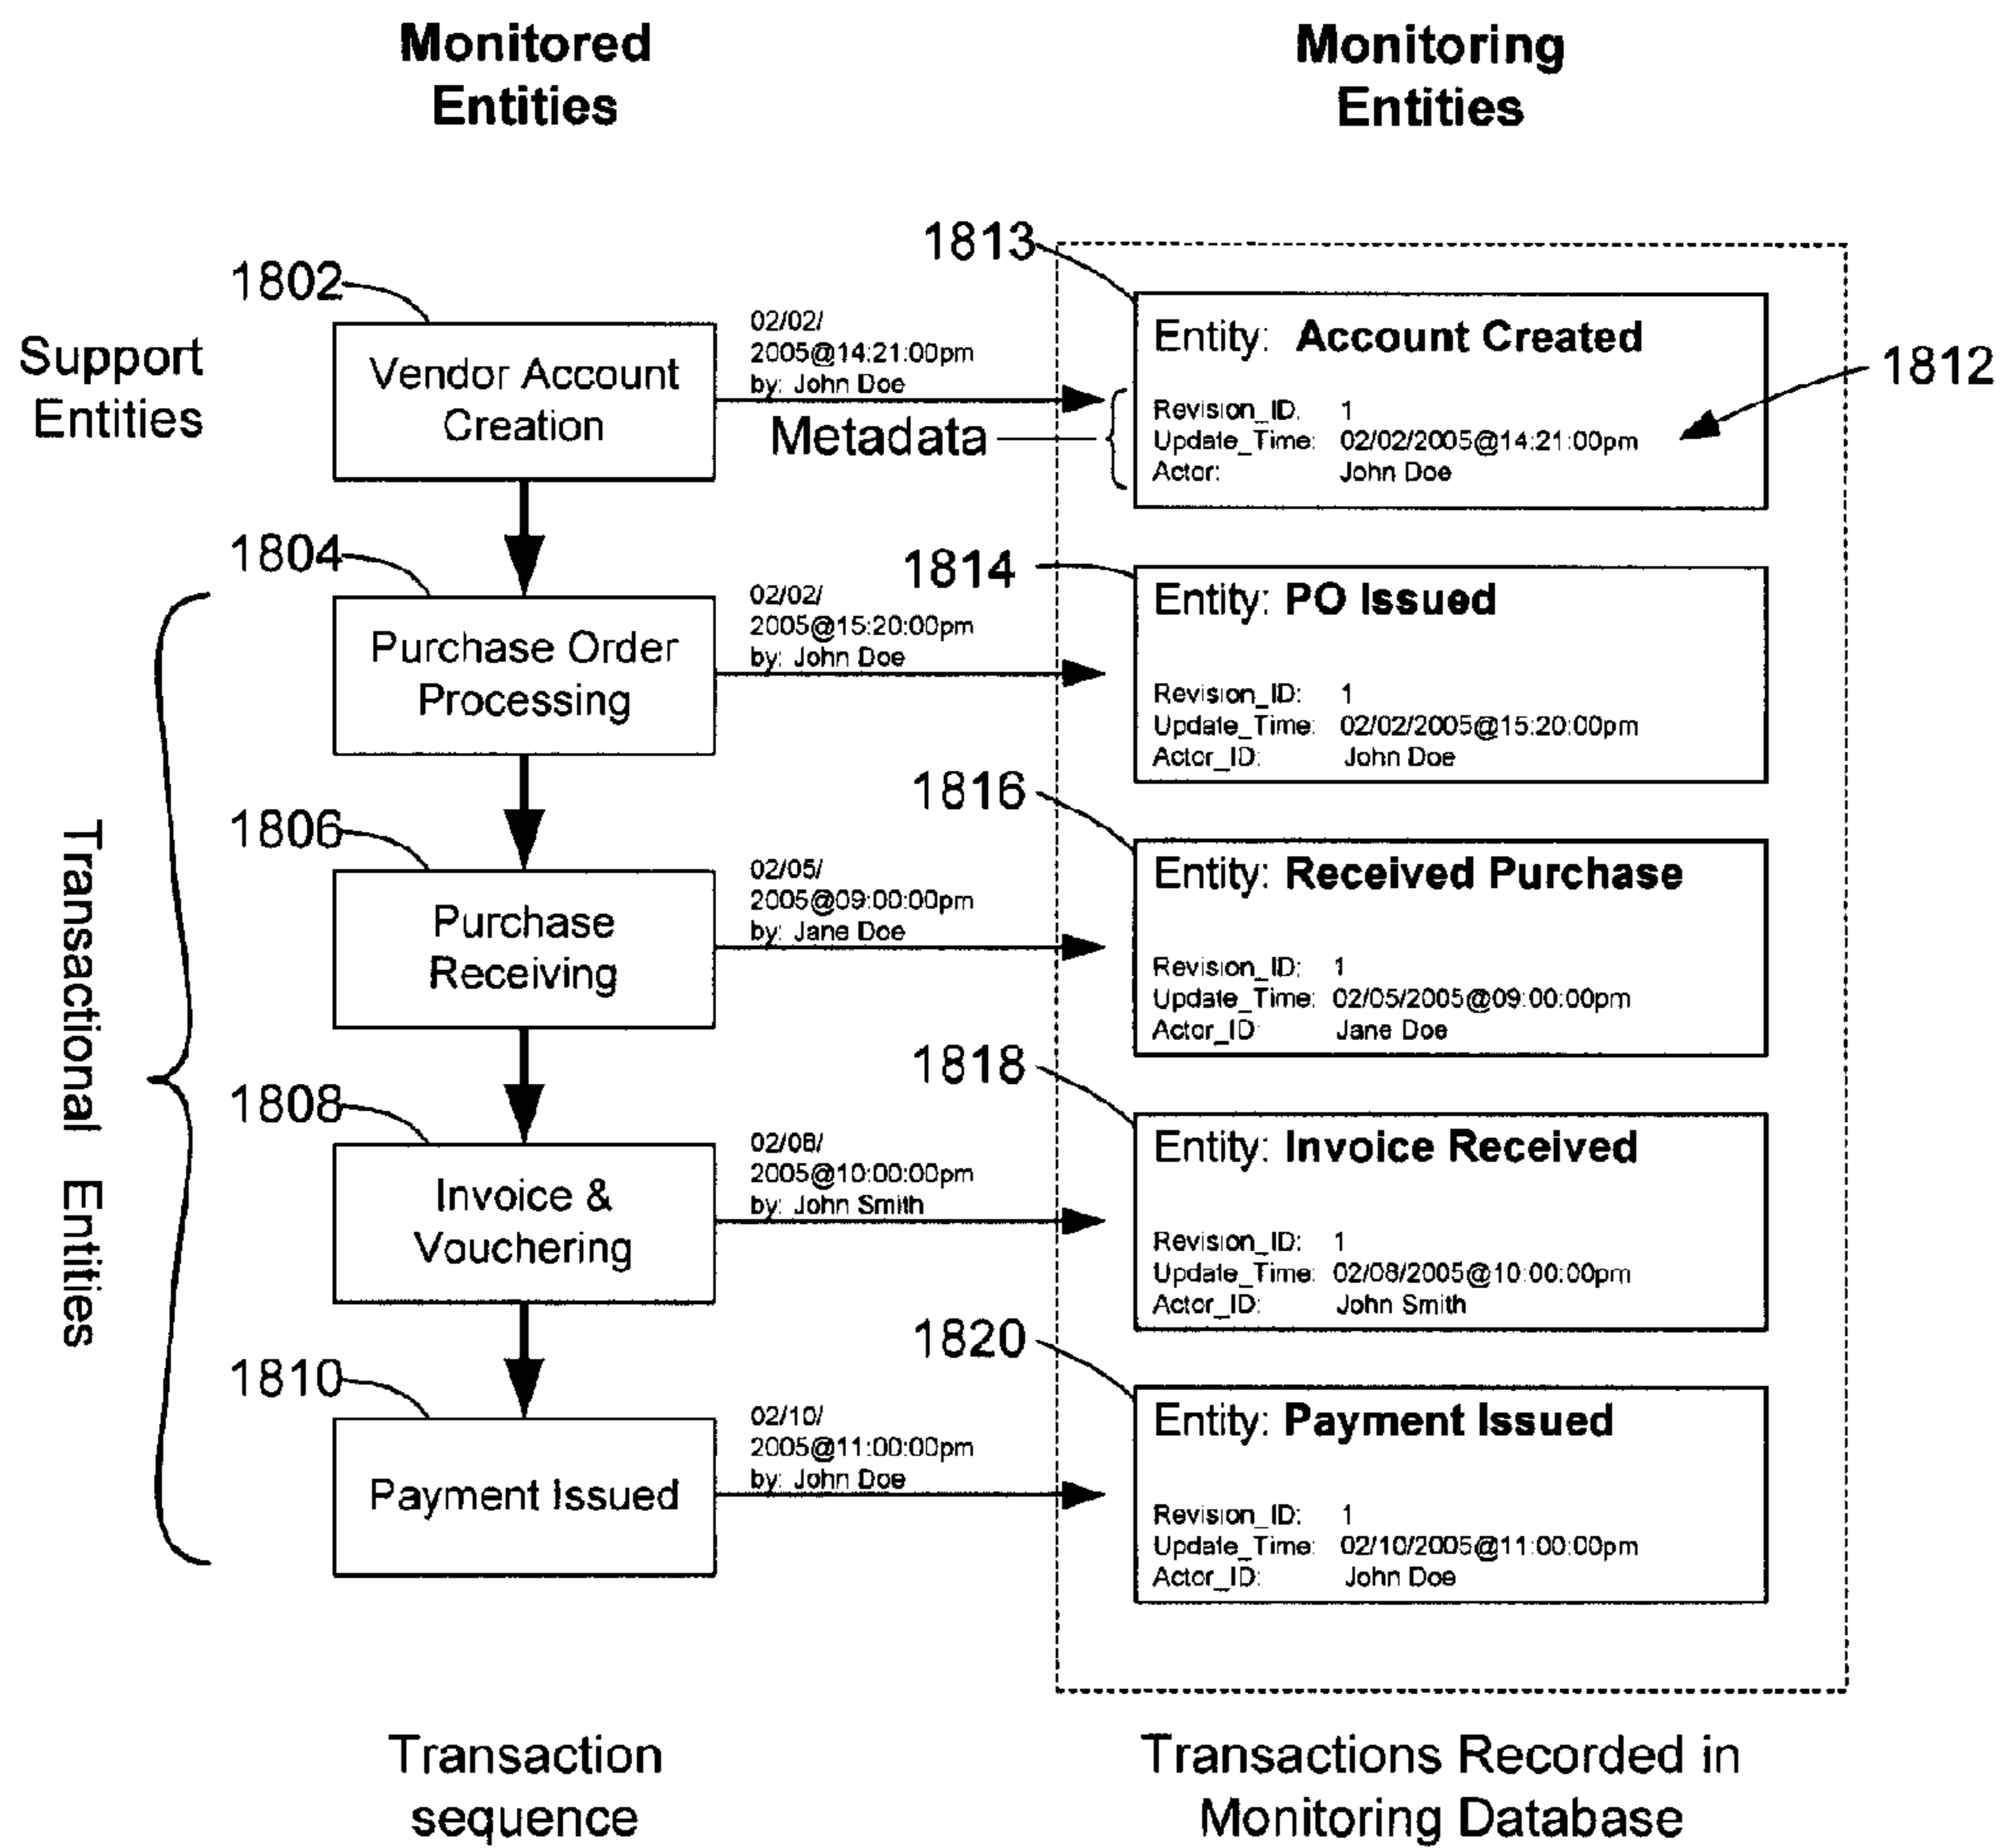 Monitored
Entities
Monitoring
Entities
1813
1802
Support
Entities
Vendor Account
Creation
02/02/
2005@14:21:00pm
by: John Doe
Metadata
Entity: Account Created
Revision_ID: 1
Update_Time: 02/02/2005@14:21:00pm
Actor: John Doe
1812
1804
Purchase Order
Processing
02/02/
2005@15:20:00pm
by: John Doe
1814
Entity: PO Issued
Revision_ID: 1
Update_Time: 02/02/2005@15:20:00pm
Actor_ID: John Doe
Transactional Entities
1806
Purchase
Receiving
02/05/
2005@09:00:00pm
by: Jane Doe
1816
Entity: Received Purchase
Revision_ID: 1
Update_Time: 02/05/2005@09:00:00pm
Actor_ID: Jane Doe
1808
Invoice &
Vouchering
02/08/
2005@10:00:00pm
by: John Smith
1818
Entity: Invoice Received
Revision_ID: 1
Update_Time: 02/08/2005@10:00:00pm
Actor_ID: John Smith
1810
Payment Issued
02/10/
2005@11:00:00pm
by: John Doe
1820
Entity: Payment Issued
Revision_ID: 1
Update_Time: 02/10/2005@11:00:00pm
Actor_ID: John Doe
Transaction
sequence
Transactions Recorded in
Monitoring Database